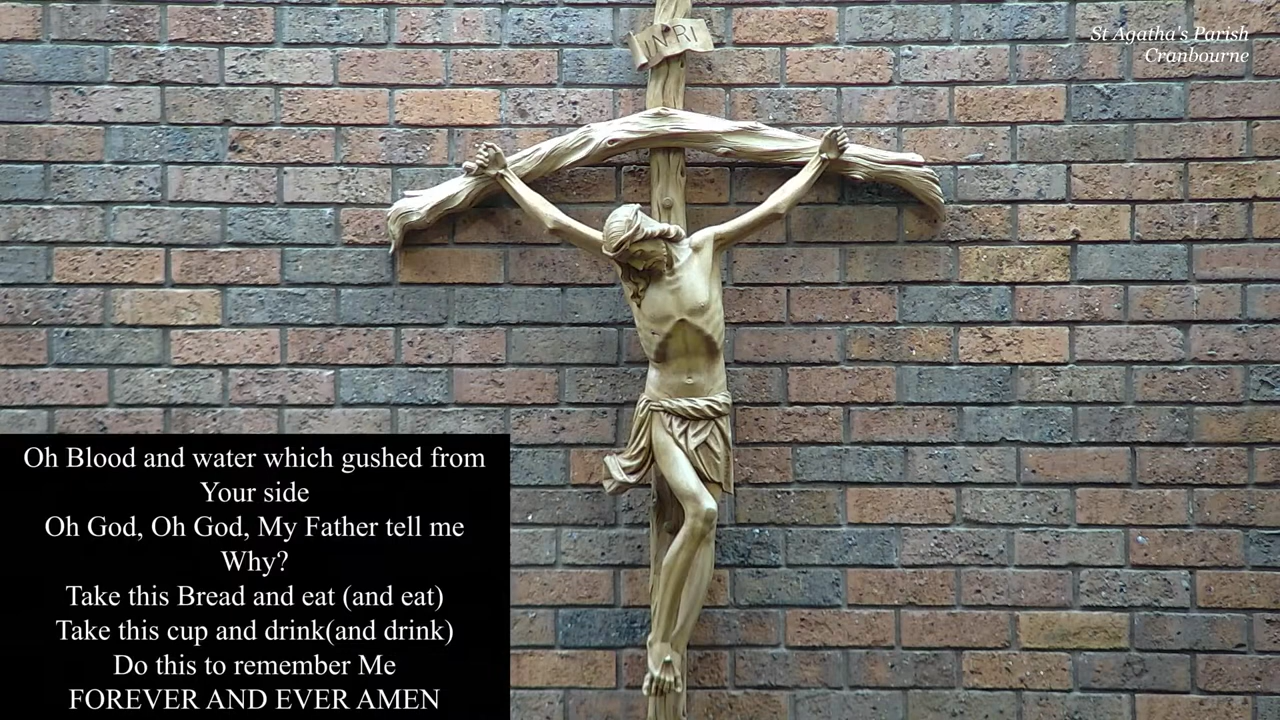 INRI
St Agatha's Parish
Cranbourne
Oh Blood and water which gushed from
Your side
Oh God, Oh God, My Father tell me
Why?
Take this Bread and eat (and eat)
Take this cup and drink(and drink)
Do this to remember Me
FOREVER AND EVER AMEN